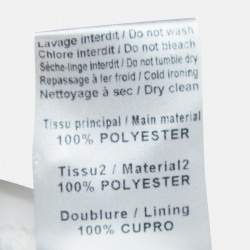 Lavage interdit / Do not wash
Chlore interdit / Do not bleach
Sèche-linge interdit / Do not tumble dry
Repassage à fer froid / Cold ironing
Nettoyage à sec / Dry clean
Tissu principal / Main material
100% POLYESTER
Tissu2 / Material2
100% POLYESTER
Doublure / Lining
100% CUPRO